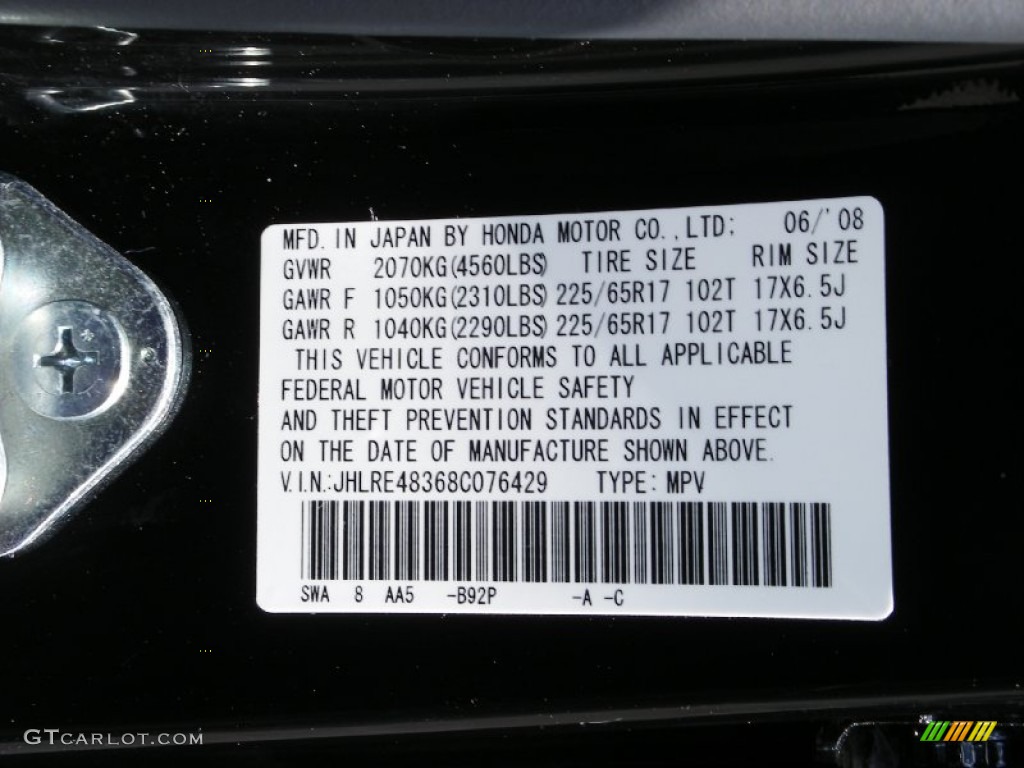 MFD. IN JAPAN BY HONDA MOTOR CO., LTD; 06/'08
GVWR 2070KG(4560LBS) TIRE SIZE RIM SIZE
GAWR F 1050KG(2310LBS) 225/65R17 102T 17X6.5J
GAWR R 1040KG(2290LBS) 225/65R17 102T 17X6.5J
THIS VEHICLE CONFORMS TO ALL APPLICABLE
FEDERAL MOTOR VEHICLE SAFETY
AND THEFT PREVENTION STANDARDS IN EFFECT
ON THE DATE OF MANUFACTURE SHOWN ABOVE.
V.I.N.:JHLRE48368C076429 TYPE: MPV
SWA 8 AA5 -B92P -A -C
GTCARLOT.COM